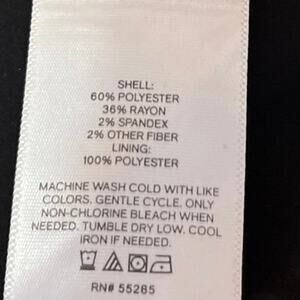 SHELL:
60% POLYESTER
36% RAYON
2% SPANDEX
2% OTHER FIBER
LINING:
100% POLYESTER
MACHINE WASH COLD WITH LIKE
COLORS. GENTLE CYCLE. ONLY
NON-CHLORINE BLEACH WHEN
NEEDED. TUMBLE DRY LOW. COOL
IRON IF NEEDED.
RN# 55285